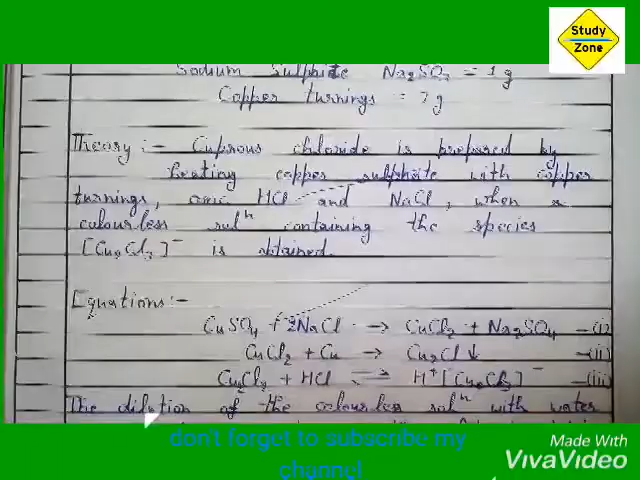 Study
Zone
Sodium Sulphite Na2SO3 = 1 g
Copper turnings = 7 g
Theory :- Cuprous chloride is prepared by
heating copper sulphate with copper
turnings, conc HCl and NaCl, when a
colourless solⁿ containing the species
[Cu2Cl3]⁻ is obtained.
Equations:-
CuSO4 + 2NaCl → CuCl2 + Na2SO4 —(i)
CuCl2 + Cu → Cu2Cl↓ —(ii)
Cu2Cl2 + HCl ⇌ H⁺[Cu2Cl3]⁻ —(iii)
The dilution of the colourless solⁿ with water
don't forget to subscribe my
channel
Made With
VivaVideo